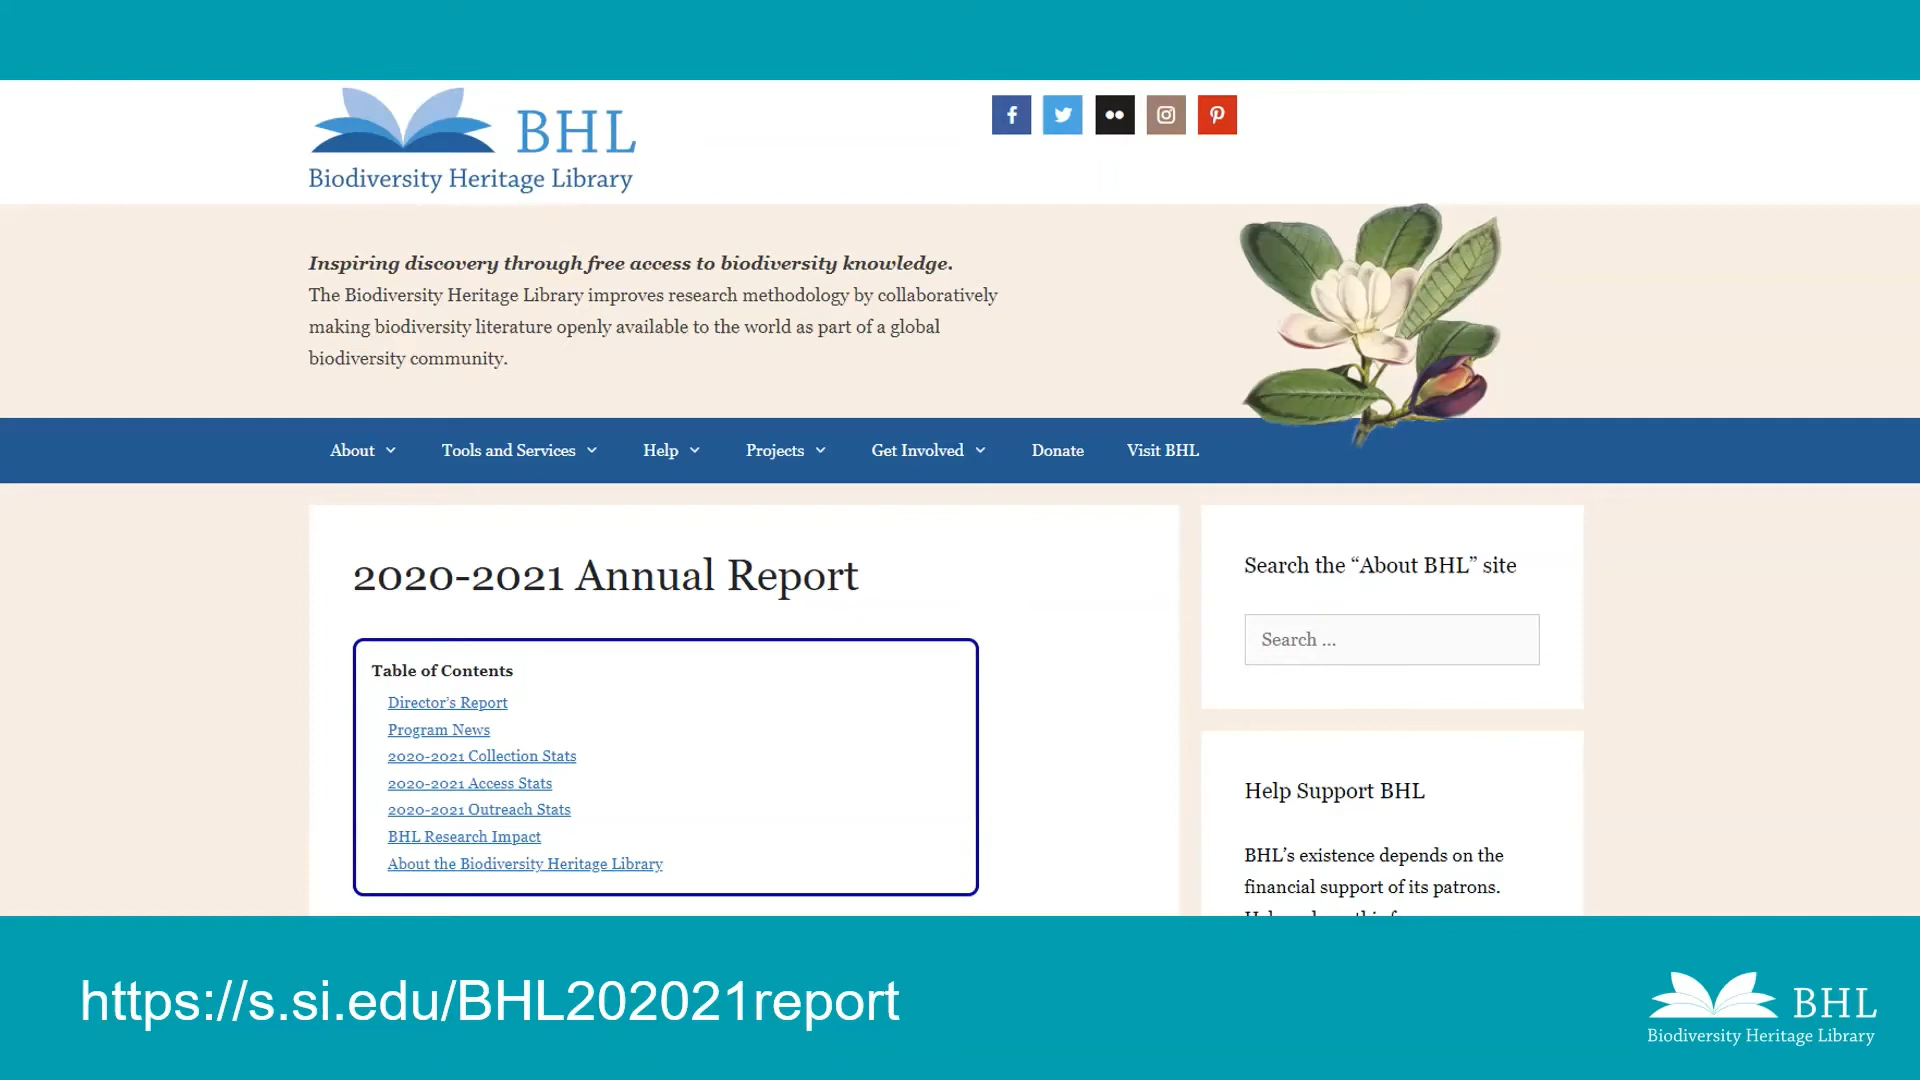 BHL
Biodiversity Heritage Library
Inspiring discovery through free access to biodiversity knowledge.
The Biodiversity Heritage Library improves research methodology by collaboratively
making biodiversity literature openly available to the world as part of a global
biodiversity community.
About Tools and Services Help Projects Get Involved Donate Visit BHL
2020-2021 Annual Report
Table of Contents
Director’s Report
Program News
2020-2021 Collection Stats
2020-2021 Access Stats
2020-2021 Outreach Stats
BHL Research Impact
About the Biodiversity Heritage Library
Search the “About BHL” site
Search ...
Help Support BHL
BHL’s existence depends on the
financial support of its patrons.
https://s.si.edu/BHL202021report
BHL
Biodiversity Heritage Library